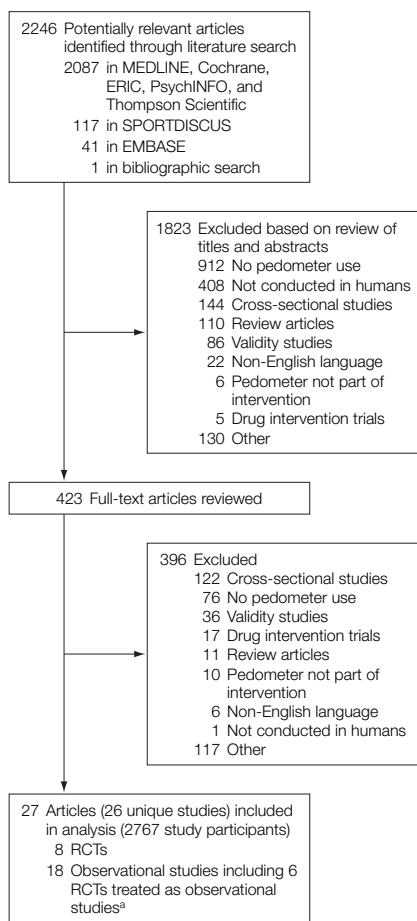 2246 Potentially relevant articles
identified through literature search
2087 in MEDLINE, Cochrane,
ERIC, PsychINFO, and
Thompson Scientific
117 in SPORTDISCUS
41 in EMBASE
1 in bibliographic search
1823 Excluded based on review of
titles and abstracts
912 No pedometer use
408 Not conducted in humans
144 Cross-sectional studies
110 Review articles
86 Validity studies
22 Non-English language
6 Pedometer not part of
intervention
5 Drug intervention trials
130 Other
423 Full-text articles reviewed
396 Excluded
122 Cross-sectional studies
76 No pedometer use
36 Validity studies
17 Drug intervention trials
11 Review articles
10 Pedometer not part of
intervention
6 Non-English language
1 Not conducted in humans
117 Other
27 Articles (26 unique studies) included
in analysis (2767 study participants)
8 RCTs
18 Observational studies including 6
RCTs treated as observational
studiesa